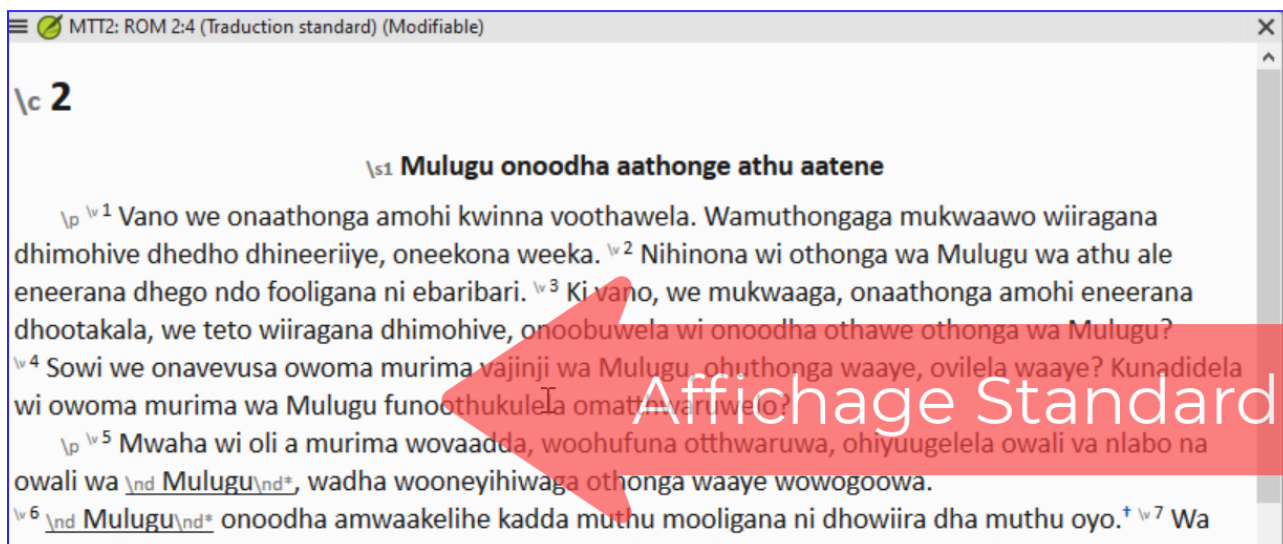 MTT2: ROM 2:4 (Traduction standard) (Modifiable)
\c 2
\s1 Mulugu onoodha aathonge athu aatene
\p \v 1 Vano we onaathonga amohi kwinna voothawela. Wamuthongaga mukwaawo wiiragana
dhimohive dhedho dhineeriiye, oneekona weeka. \v 2 Nihinona wi othonga wa Mulugu wa athu ale
eneerana dhego ndo fooligana ni ebaribari. \v 3 Ki vano, we mukwaaga, onaathonga amohi eneerana
dhootakala, we teto wiiragana dhimohive, onoobuwela wi onoodha othawe othonga wa Mulugu?
\v 4 Sowi we onavevusa owoma murima vajinji wa Mulugu, ohuthonga waaye, ovilela waaye? Kunadidela
wi owoma murima wa Mulugu funoothukulela omatthwaruwelo?
Affichage Standard
\p \v 5 Mwaha wi oli a murima wovaadda, woohufuna otthwaruwa, ohiyuugelela owali va nlabo na
owali wa \nd Mulugu\nd*, wadha wooneyihiwaga othonga waaye wowogoowa.
\v 6 \nd Mulugu\nd* onoodha amwaakelihe kadda muthu mooligana ni dhowiira dha muthu oyo.† \v 7 Wa